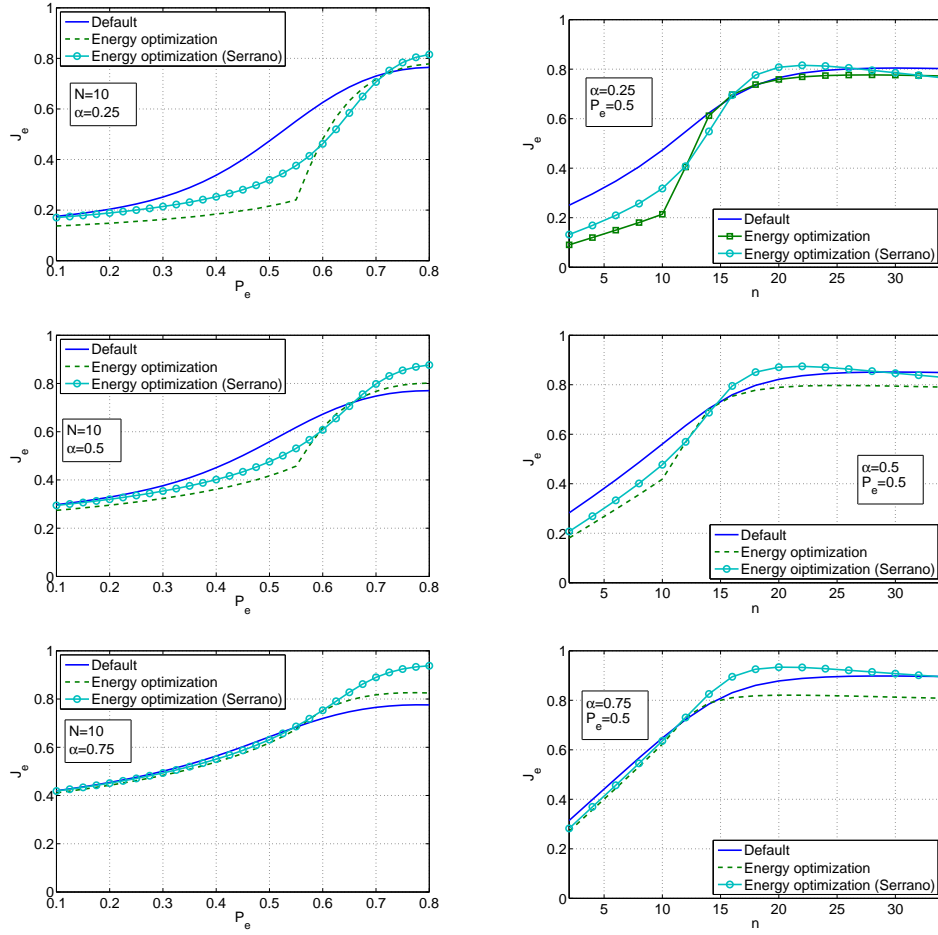 Default
Energy optimization
Energy optimization (Serrano)
N=10
α=0.25
J_e
1
0.8
0.6
0.4
0.2
0
0.1 0.2 0.3 0.4 0.5 0.6 0.7 0.8
P_e
α=0.25
P_e=0.5
Default
Energy optimization
Energy optimization (Serrano)
J_e
1
0.8
0.6
0.4
0.2
0
5 10 15 20 25 30
n
Default
Energy optimization
Energy optimization (Serrano)
N=10
α=0.5
J_e
1
0.8
0.6
0.4
0.2
0
0.1 0.2 0.3 0.4 0.5 0.6 0.7 0.8
P_e
α=0.5
P_e=0.5
Default
Energy optimization
Energy optimization (Serrano)
J_e
1
0.8
0.6
0.4
0.2
0
5 10 15 20 25 30
n
Default
Energy optimization
Energy optimization (Serrano)
N=10
α=0.75
J_e
1
0.8
0.6
0.4
0.2
0
0.1 0.2 0.3 0.4 0.5 0.6 0.7 0.8
P_e
α=0.75
P_e=0.5
Default
Energy optimization
Energy optimization (Serrano)
J_e
1
0.8
0.6
0.4
0.2
0
5 10 15 20 25 30
n